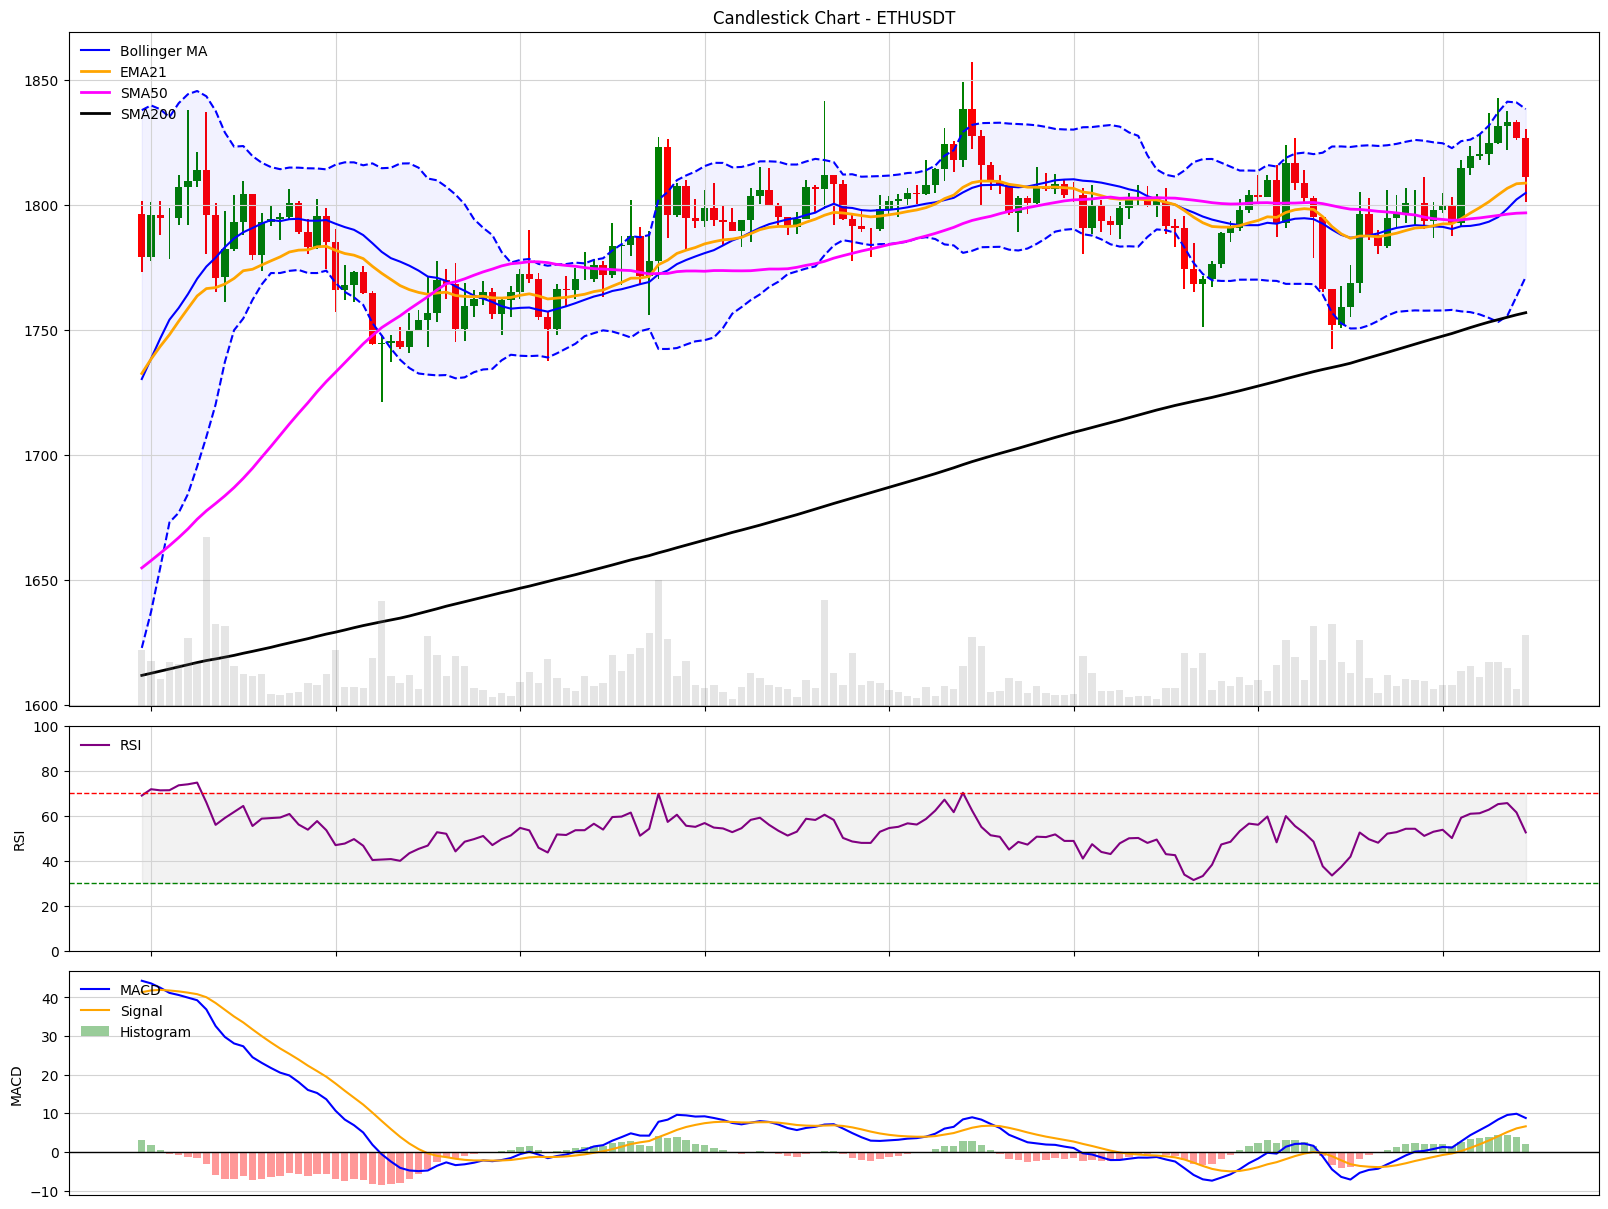 Candlestick Chart - ETHUSDT
Bollinger MA
EMA21
SMA50
SMA200
1850
1800
1750
1700
1650
1600
RSI
100
80
60
40
20
0
RSI
MACD
Signal
Histogram
40
30
20
10
0
−10
MACD